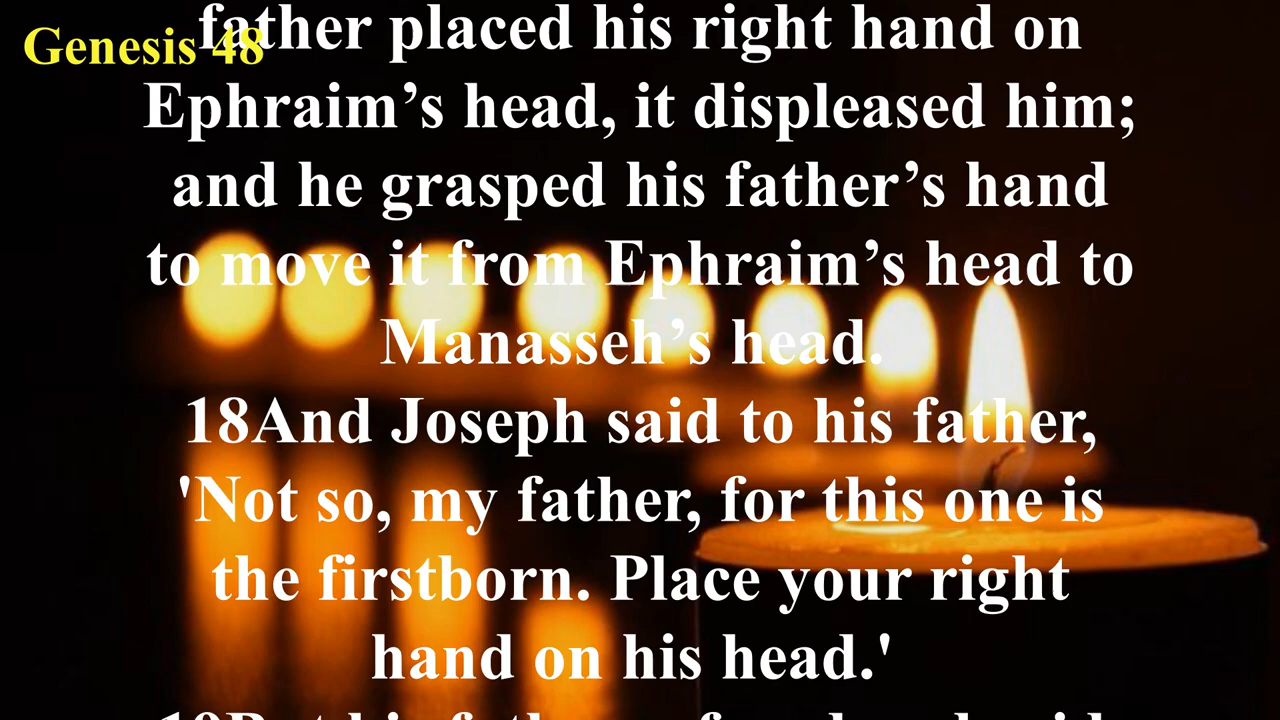 Genesis 48
father placed his right hand on
Ephraim’s head, it displeased him;
and he grasped his father’s hand
to move it from Ephraim’s head to
Manasseh’s head.
18And Joseph said to his father,
'Not so, my father, for this one is
the firstborn. Place your right
hand on his head.'